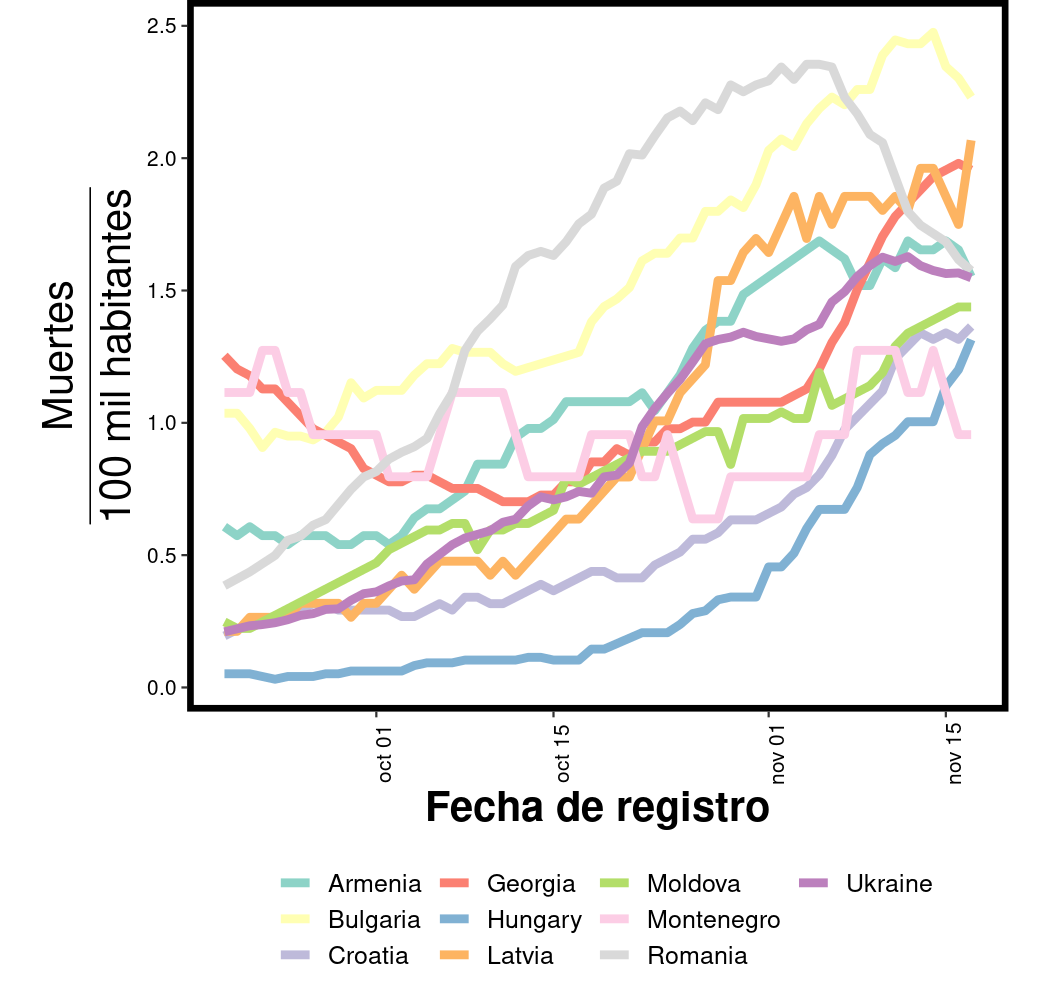 Muertes
100 mil habitantes
2.5
2.0
1.5
1.0
0.5
0.0
oct 01
oct 15
nov 01
nov 15
Fecha de registro
Armenia Georgia Moldova Ukraine
Bulgaria Hungary Montenegro
Croatia Latvia Romania